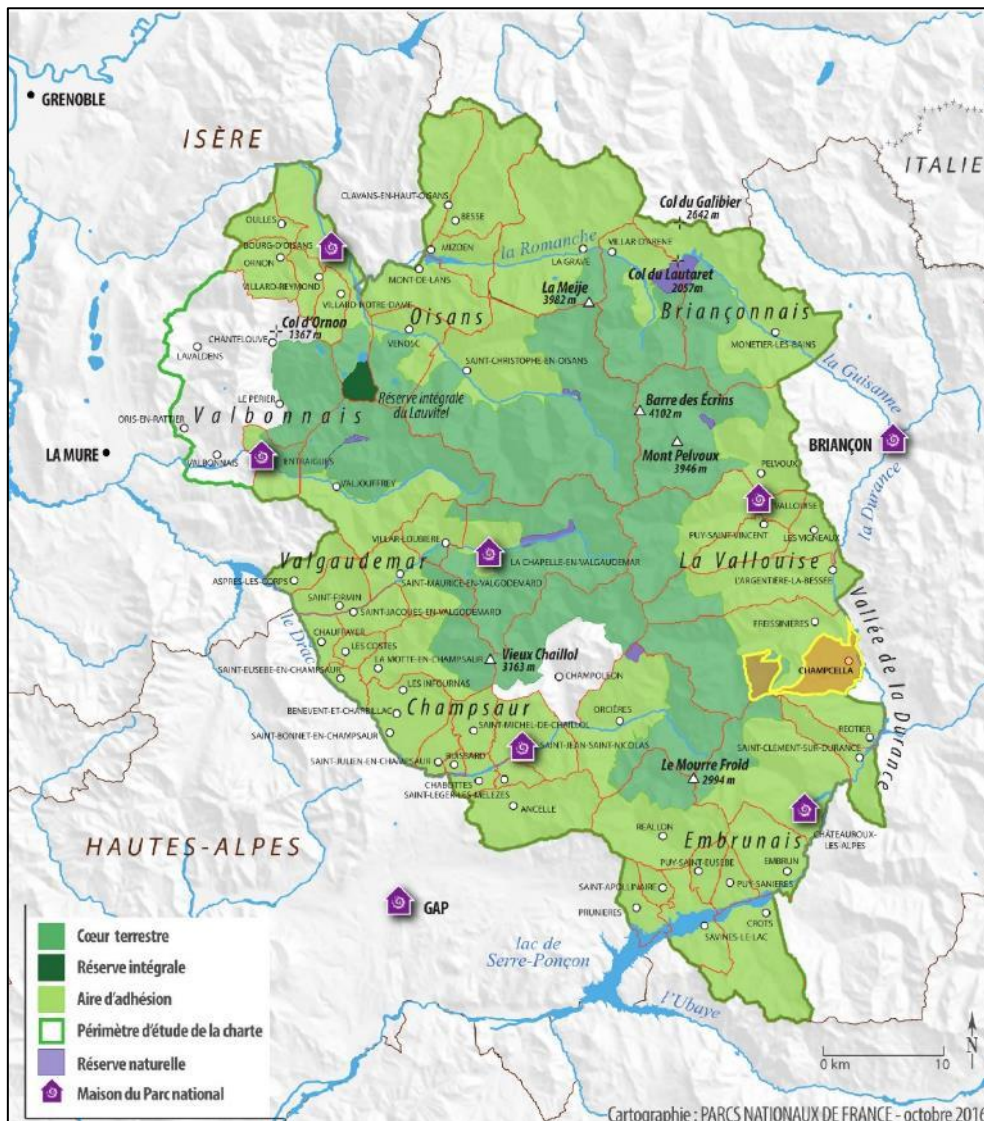 GRENOBLE
ISÈRE
ITALIE
CLAVANS-EN-HAUT-OISANS
Col du Galibier
2642 m
OULLES
BESSE
BOURG-D'OISANS
MIZOEN
la Romanche
VILLAR-D'ARENE
LA GRAVE
ORNON
MONT-DE-LANS
Col du Lautaret
2057m
VILLARD-REYMOND
La Meije
3982 m
VILLARD-NOTRE-DAME
Oisans
Briançonnais
Col d'Ornon
1367 m
CHANTELOUVE
VENOSC
MONETIER-LES-BAINS
LAVALDENS
SAINT-CHRISTOPHE-EN-OISANS
la Guisanne
LE PERIER
Réserve intégrale
du Lauvitel
Barre des Écrins
4102 m
Valbonnais
ORIS-EN-RATTIER
Mont Pelvoux
3946 m
BRIANÇON
LA MURE
VALBONNAIS
ENTRAIGUES
PELVOUX
VALJOUFFREY
VALLOUISE
la Durance
PUY-SAINT-VINCENT
LES VIGNEAUX
VILLAR-LOUBIERE
Valgaudemar
LA CHAPELLE-EN-VALGAUDEMAR
La Vallouise
ASPRES-LES-CORPS
SAINT-MAURICE-EN-VALGODEMARD
L'ARGENTIÈRE-LA-BESSEE
SAINT-FIRMIN
SAINT-JACQUES-EN-VALGODEMARD
FREISSINIERES
le Drac
CHAUFFAYER
LES COSTES
Vieux Chaillol
3163 m
Vallée de la Durance
LA MOTTE-EN-CHAMPSAUR
CHAMPCELLA
SAINT-EUSEBE-EN-CHAMPSAUR
CHAMPOLEON
LES INFOURNAS
Champsaur
BENEVENT-ET-CHARBILLAC
ORCIÈRES
SAINT-MICHEL-DE-CHAILLOL
SAINT-BONNET-EN-CHAMPSAUR
REOTIER
SAINT-JEAN-SAINT-NICOLAS
SAINT-CLÉMENT-SUR-DURANCE
SAINT-JULIEN-EN-CHAMPSAUR
BUISSARD
Le Mourre Froid
2994 m
CHABOTTES
SAINT-LEGER-LES-MELEZES
ANCELLE
REALLON
Embrunais
CHÂTEAUROUX-
LES-ALPES
HAUTES-ALPES
PUY-SAINT-EUSEBE
EMBRUN
SAINT-APOLLINAIRE
PUY-SANIERES
PRUNIERES
CROTS
GAP
SAVINES-LE-LAC
lac de
Serre-Ponçon
l'Ubaye
Cœur terrestre
Réserve intégrale
Aire d'adhésion
Périmètre d'étude de la charte
Réserve naturelle
Maison du Parc national
0 km 10
N
Cartographie : PARCS NATIONAUX DE FRANCE - octobre 2016